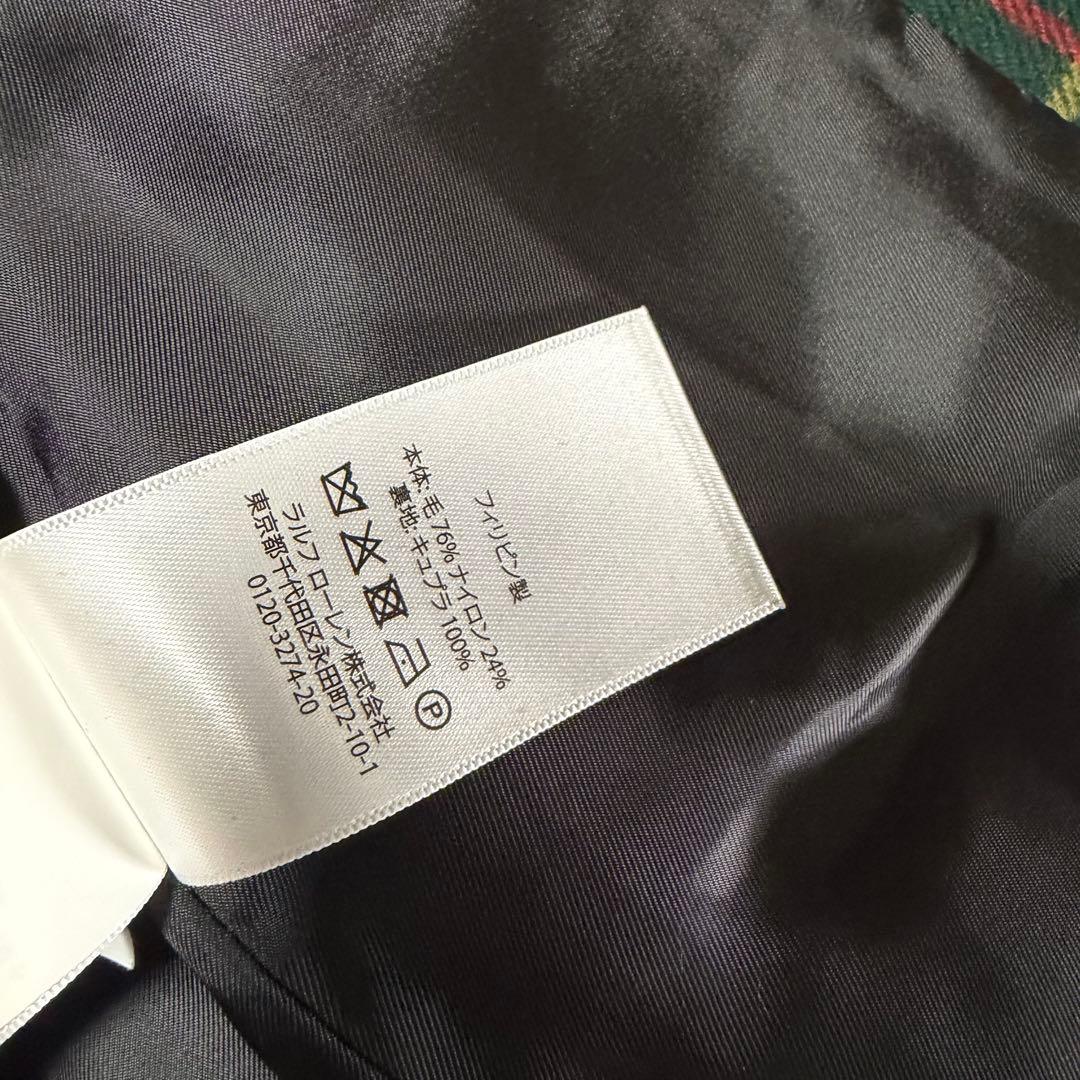 フィリピン製
本体: 毛 76% ナイロン 24%
裏地: キュプラ 100%
P
ラルフ ローレン株式会社
東京都千代田区永田町2-10-1
0120-3274-20